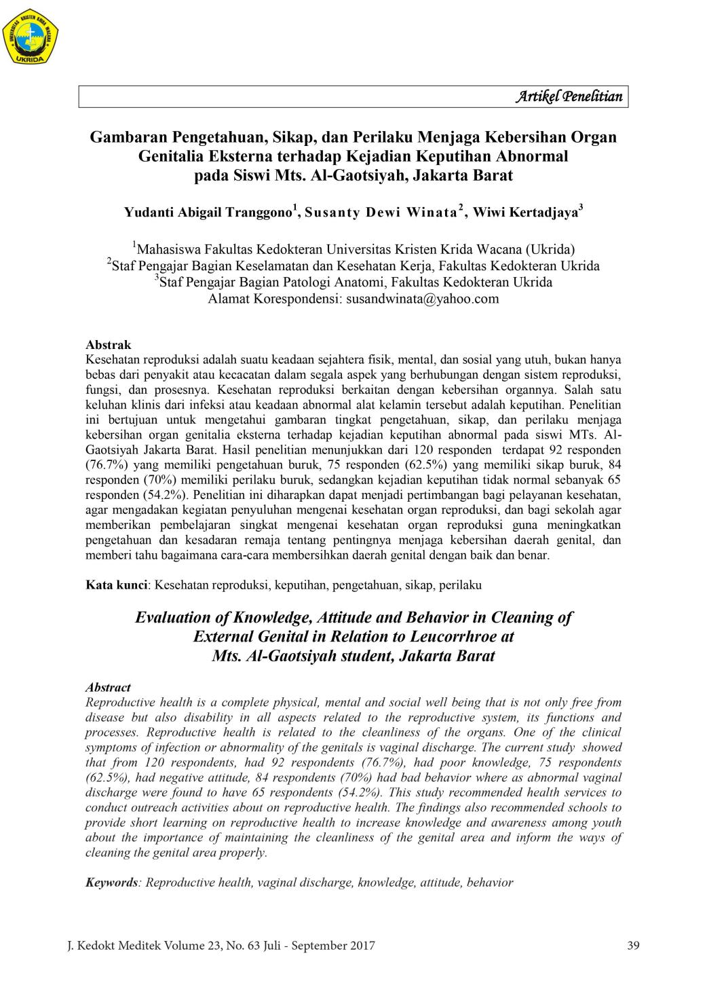 UNIVERSITAS KRISTEN KRIDA WACANA
UKRIDA
Artikel Penelitian
Gambaran Pengetahuan, Sikap, dan Perilaku Menjaga Kebersihan Organ
Genitalia Eksterna terhadap Kejadian Keputihan Abnormal
pada Siswi Mts. Al-Gaotsiyah, Jakarta Barat
Yudanti Abigail Tranggono1, Susanty Dewi Winata2, Wiwi Kertadjaya3
1Mahasiswa Fakultas Kedokteran Universitas Kristen Krida Wacana (Ukrida)
2Staf Pengajar Bagian Keselamatan dan Kesehatan Kerja, Fakultas Kedokteran Ukrida
3Staf Pengajar Bagian Patologi Anatomi, Fakultas Kedokteran Ukrida
Alamat Korespondensi: susandwinata@yahoo.com
Abstrak
Kesehatan reproduksi adalah suatu keadaan sejahtera fisik, mental, dan sosial yang utuh, bukan hanya
bebas dari penyakit atau kecacatan dalam segala aspek yang berhubungan dengan sistem reproduksi,
fungsi, dan prosesnya. Kesehatan reproduksi berkaitan dengan kebersihan organnya. Salah satu
keluhan klinis dari infeksi atau keadaan abnormal alat kelamin tersebut adalah keputihan. Penelitian
ini bertujuan untuk mengetahui gambaran tingkat pengetahuan, sikap, dan perilaku menjaga
kebersihan organ genitalia eksterna terhadap kejadian keputihan abnormal pada siswi MTs. Al-
Gaotsiyah Jakarta Barat. Hasil penelitian menunjukkan dari 120 responden  terdapat 92 responden
(76.7%) yang memiliki pengetahuan buruk, 75 responden (62.5%) yang memiliki sikap buruk, 84
responden (70%) memiliki perilaku buruk, sedangkan kejadian keputihan tidak normal sebanyak 65
responden (54.2%). Penelitian ini diharapkan dapat menjadi pertimbangan bagi pelayanan kesehatan,
agar mengadakan kegiatan penyuluhan mengenai kesehatan organ reproduksi, dan bagi sekolah agar
memberikan pembelajaran singkat mengenai kesehatan organ reproduksi guna meningkatkan
pengetahuan dan kesadaran remaja tentang pentingnya menjaga kebersihan daerah genital, dan
memberi tahu bagaimana cara-cara membersihkan daerah genital dengan baik dan benar.
Kata kunci: Kesehatan reproduksi, keputihan, pengetahuan, sikap, perilaku
Evaluation of Knowledge, Attitude and Behavior in Cleaning of
External Genital in Relation to Leucorrhroe at
Mts. Al-Gaotsiyah student, Jakarta Barat
Abstract
Reproductive health is a complete physical, mental and social well being that is not only free from
disease but also disability in all aspects related to the reproductive system, its functions and
processes. Reproductive health is related to the cleanliness of the organs. One of the clinical
symptoms of infection or abnormality of the genitals is vaginal discharge. The current study  showed
that from 120 respondents, had 92 respondents (76.7%), had poor knowledge, 75 respondents
(62.5%), had negative attitude, 84 respondents (70%) had bad behavior where as abnormal vaginal
discharge were found to have 65 respondents (54.2%). This study recommended health services to
conduct outreach activities about on reproductive health. The findings also recommended schools to
provide short learning on reproductive health to increase knowledge and awareness among youth
about the importance of maintaining the cleanliness of the genital area and inform the ways of
cleaning the genital area properly.
Keywords: Reproductive health, vaginal discharge, knowledge, attitude, behavior
J. Kedokt Meditek Volume 23, No. 63 Juli - September 2017 39